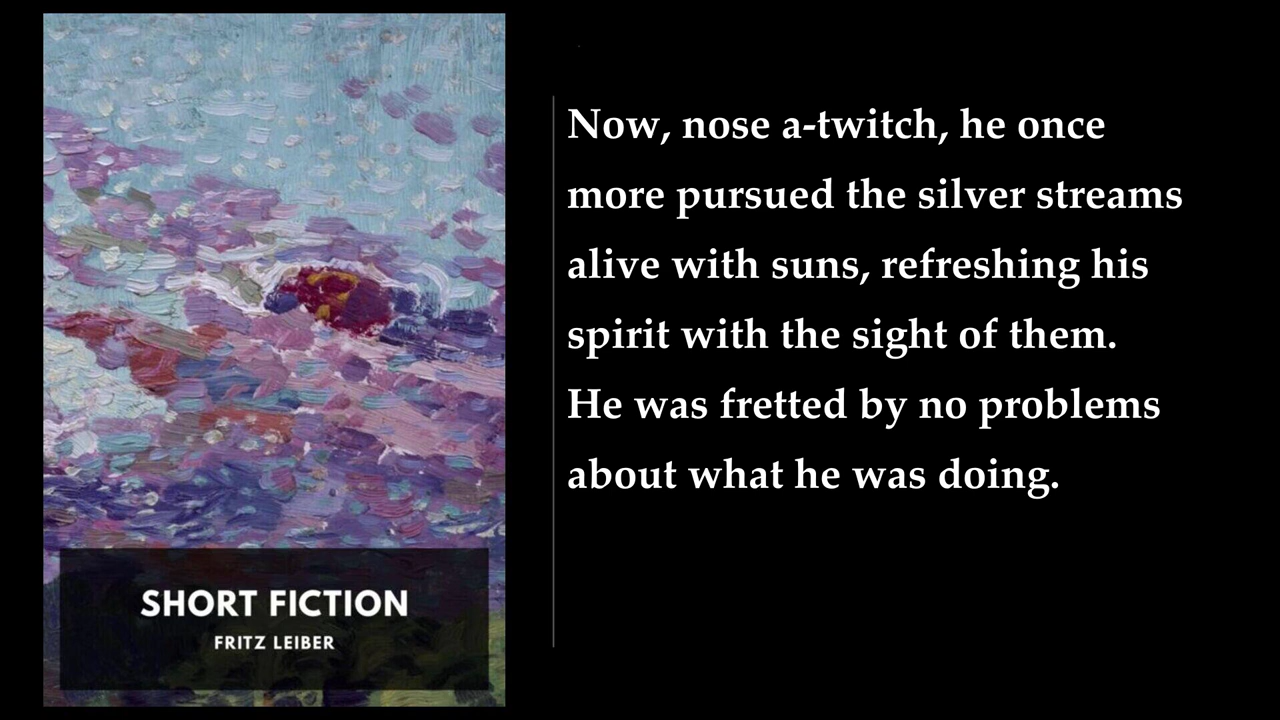 SHORT FICTION
FRITZ LEIBER
Now, nose a-twitch, he once
more pursued the silver streams
alive with suns, refreshing his
spirit with the sight of them.
He was fretted by no problems
about what he was doing.